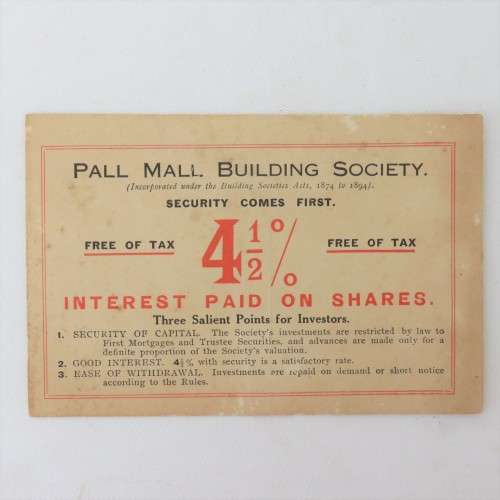 PALL MALL BUILDING SOCIETY.
(Incorporated under the Building Societies Acts, 1874 to 1894).
SECURITY COMES FIRST.
FREE OF TAX 4½% FREE OF TAX
INTEREST PAID ON SHARES.
Three Salient Points for Investors.
1. SECURITY OF CAPITAL. The Society's investments are restricted by law to
First Mortgages and Trustee Securities, and advances are made only for a
definite proportion of the Society's valuation.
2. GOOD INTEREST. 4½%, with security is a satisfactory rate.
3. EASE OF WITHDRAWAL. Investments are repaid on demand or short notice
according to the Rules.